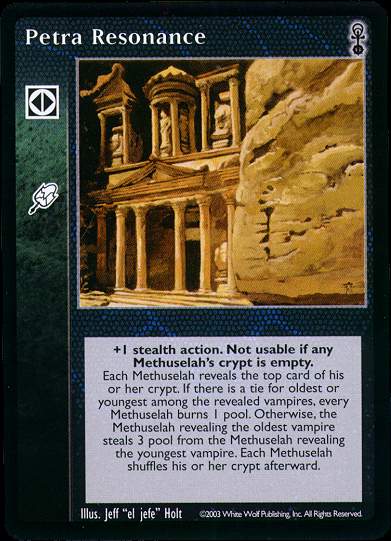 Petra Resonance
+1 stealth action. Not usable if any
Methuselah's crypt is empty.
Each Methuselah reveals the top card of his
or her crypt. If there is a tie for oldest or
youngest among the revealed vampires, every
Methuselah burns 1 pool. Otherwise, the
Methuselah revealing the oldest vampire
steals 3 pool from the Methuselah revealing
the youngest vampire. Each Methuselah
shuffles his or her crypt afterward.
Illus. Jeff "el jefe" Holt ©2003 White Wolf Publishing, Inc. All Rights Reserved.